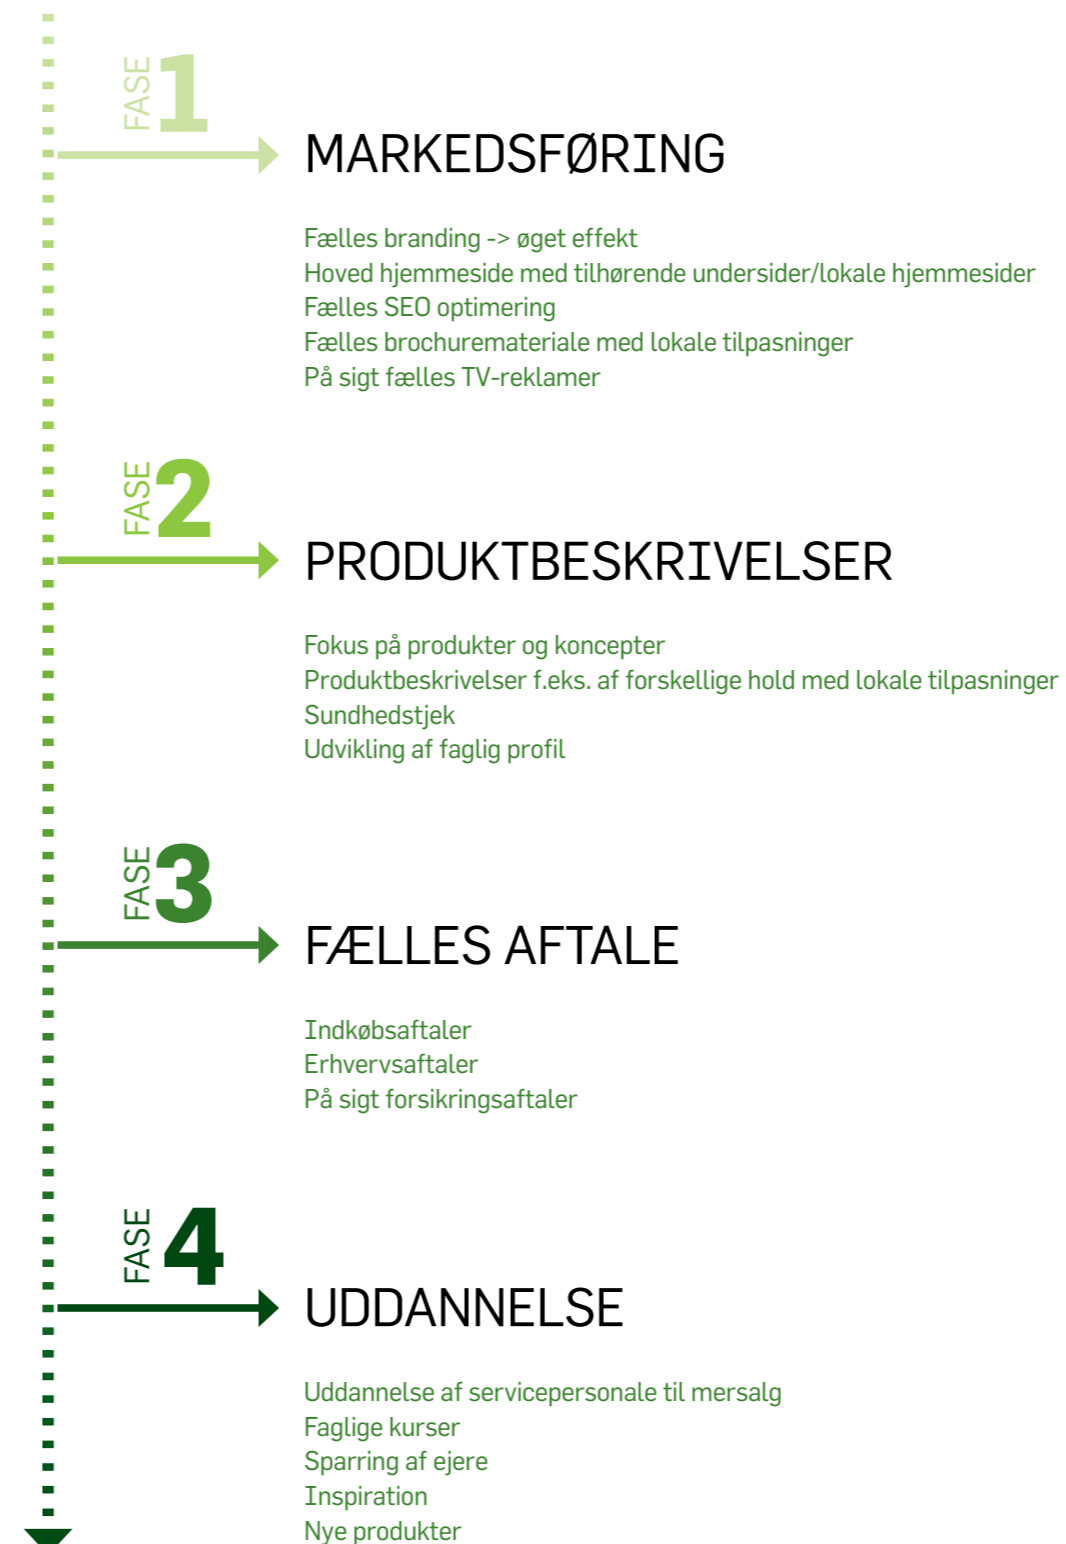 FASE 1
MARKEDSFØRING
Fælles branding -> øget effekt
Hoved hjemmeside med tilhørende undersider/lokale hjemmesider
Fælles SEO optimering
Fælles brochuremateriale med lokale tilpasninger
På sigt fælles TV-reklamer
FASE 2
PRODUKTBESKRIVELSER
Fokus på produkter og koncepter
Produktbeskrivelser f.eks. af forskellige hold med lokale tilpasninger
Sundhedstjek
Udvikling af faglig profil
FASE 3
FÆLLES AFTALE
Indkøbsaftaler
Erhvervsaftaler
På sigt forsikringsaftaler
FASE 4
UDDANNELSE
Uddannelse af servicepersonale til mersalg
Faglige kurser
Sparring af ejere
Inspiration
Nye produkter